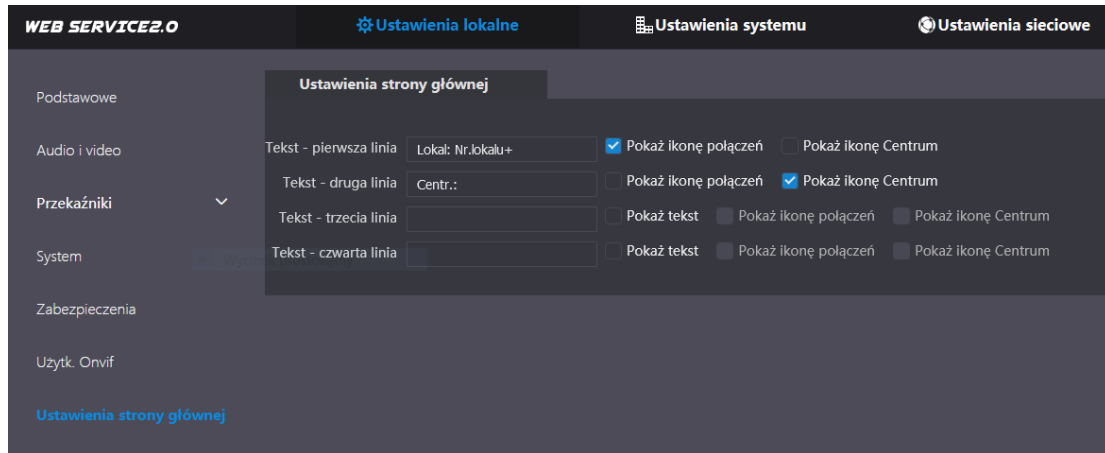 WEB SERVICE2.0 Ustawienia lokalne Ustawienia systemu Ustawienia sieciowe
Podstawowe
Audio i video
Przekaźniki
System
Zabezpieczenia
Użytk. Onvif
Ustawienia strony głównej
Ustawienia strony głównej
Tekst - pierwsza linia Lokal: Nr.lokalu+ Pokaż ikonę połączeń Pokaż ikonę Centrum
Tekst - druga linia Centr.: Pokaż ikonę połączeń Pokaż ikonę Centrum
Tekst - trzecia linia Pokaż tekst Pokaż ikonę połączeń Pokaż ikonę Centrum
Tekst - czwarta linia Pokaż tekst Pokaż ikonę połączeń Pokaż ikonę Centrum